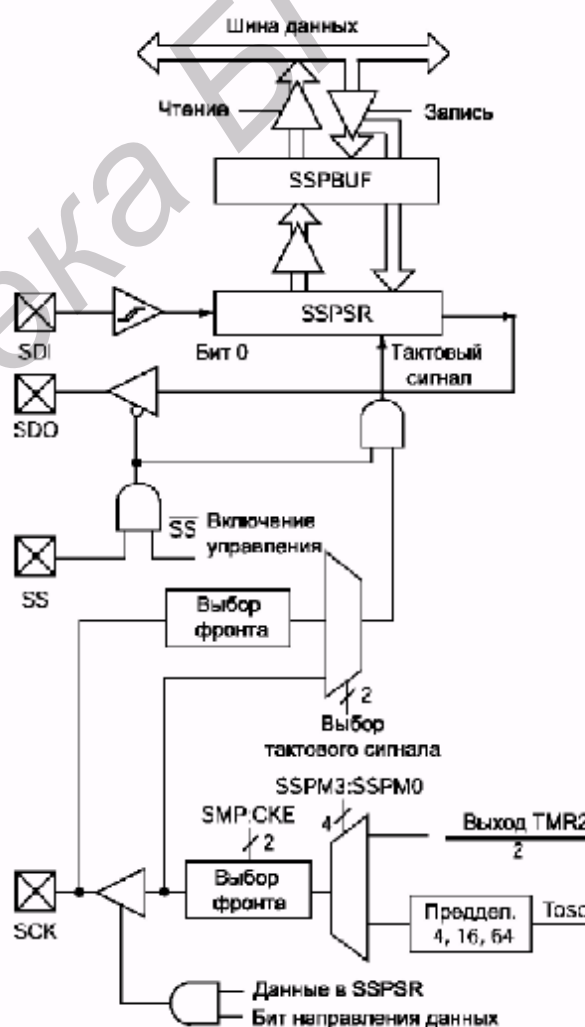 Шина данных
Чтение
Запись
SSPBUF
SSPSR
SDI
Бит 0
Тактовый
сигнал
SDO
SS
Включение
управления
SS
Выбор
фронта
2
Выбор
тактового сигнала
SSPM3:SSPM0
SMP:CKE
4
2
Выход TMR2
2
Выбор
фронта
SCK
Преддел.
4, 16, 64
Tosc
Данные в SSPSR
Бит направления данных
ека Б